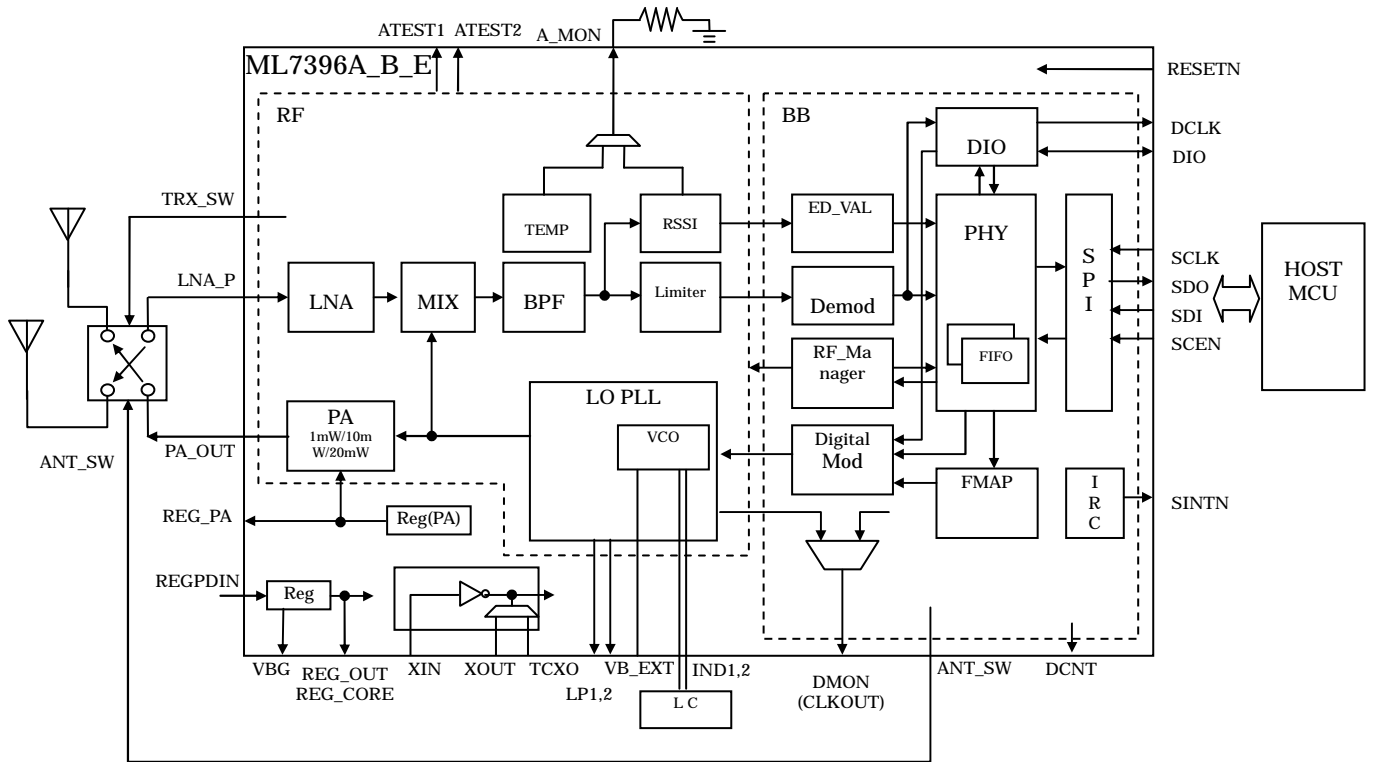 ATEST1
ATEST2
A_MON
ML7396A_B_E
RESETN
RF
BB
DCLK
DIO
DIO
TRX_SW
TEMP
RSSI
ED_VAL
PHY
S
P
I
SCLK
SDO
SDI
SCEN
HOST
MCU
LNA_P
LNA
MIX
BPF
Limiter
Demod
RF_Ma
nager
FIFO
LO PLL
VCO
PA
1mW/10m
W/20mW
Digital
Mod
FMAP
I
R
C
SINTN
ANT_SW
PA_OUT
REG_PA
Reg(PA)
REGPDIN
Reg
VBG
REG_OUT
REG_CORE
XIN
XOUT
TCXO
LP1,2
VB_EXT
IND1,2
L C
DMON
(CLKOUT)
ANT_SW
DCNT